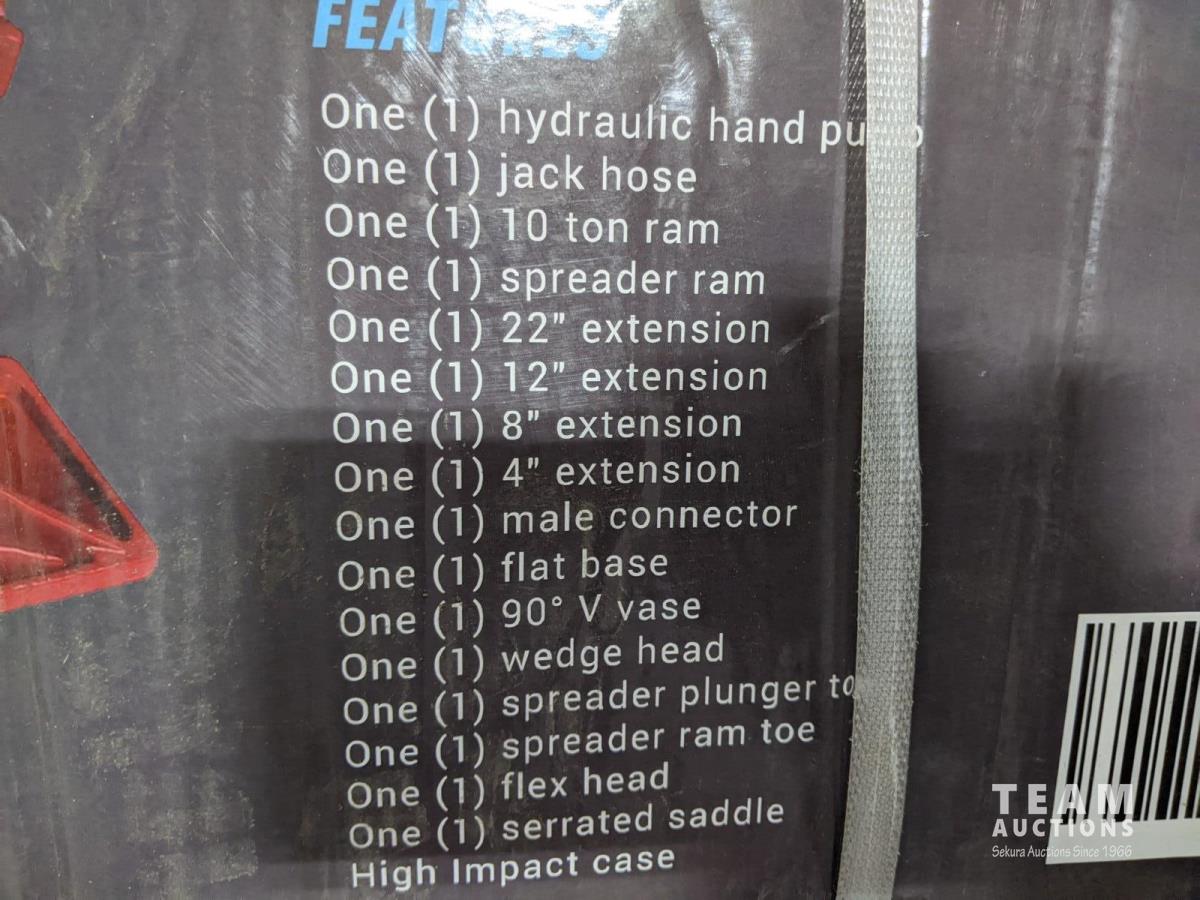 FEATURES
One (1) hydraulic hand pump
One (1) jack hose
One (1) 10 ton ram
One (1) spreader ram
One (1) 22" extension
One (1) 12" extension
One (1) 8" extension
One (1) 4" extension
One (1) male connector
One (1) flat base
One (1) 90° V vase
One (1) wedge head
One (1) spreader plunger to
One (1) spreader ram toe
One (1) flex head
One (1) serrated saddle
High Impact case
TEAM
AUCTIONS
Sekura Auctions Since 1966